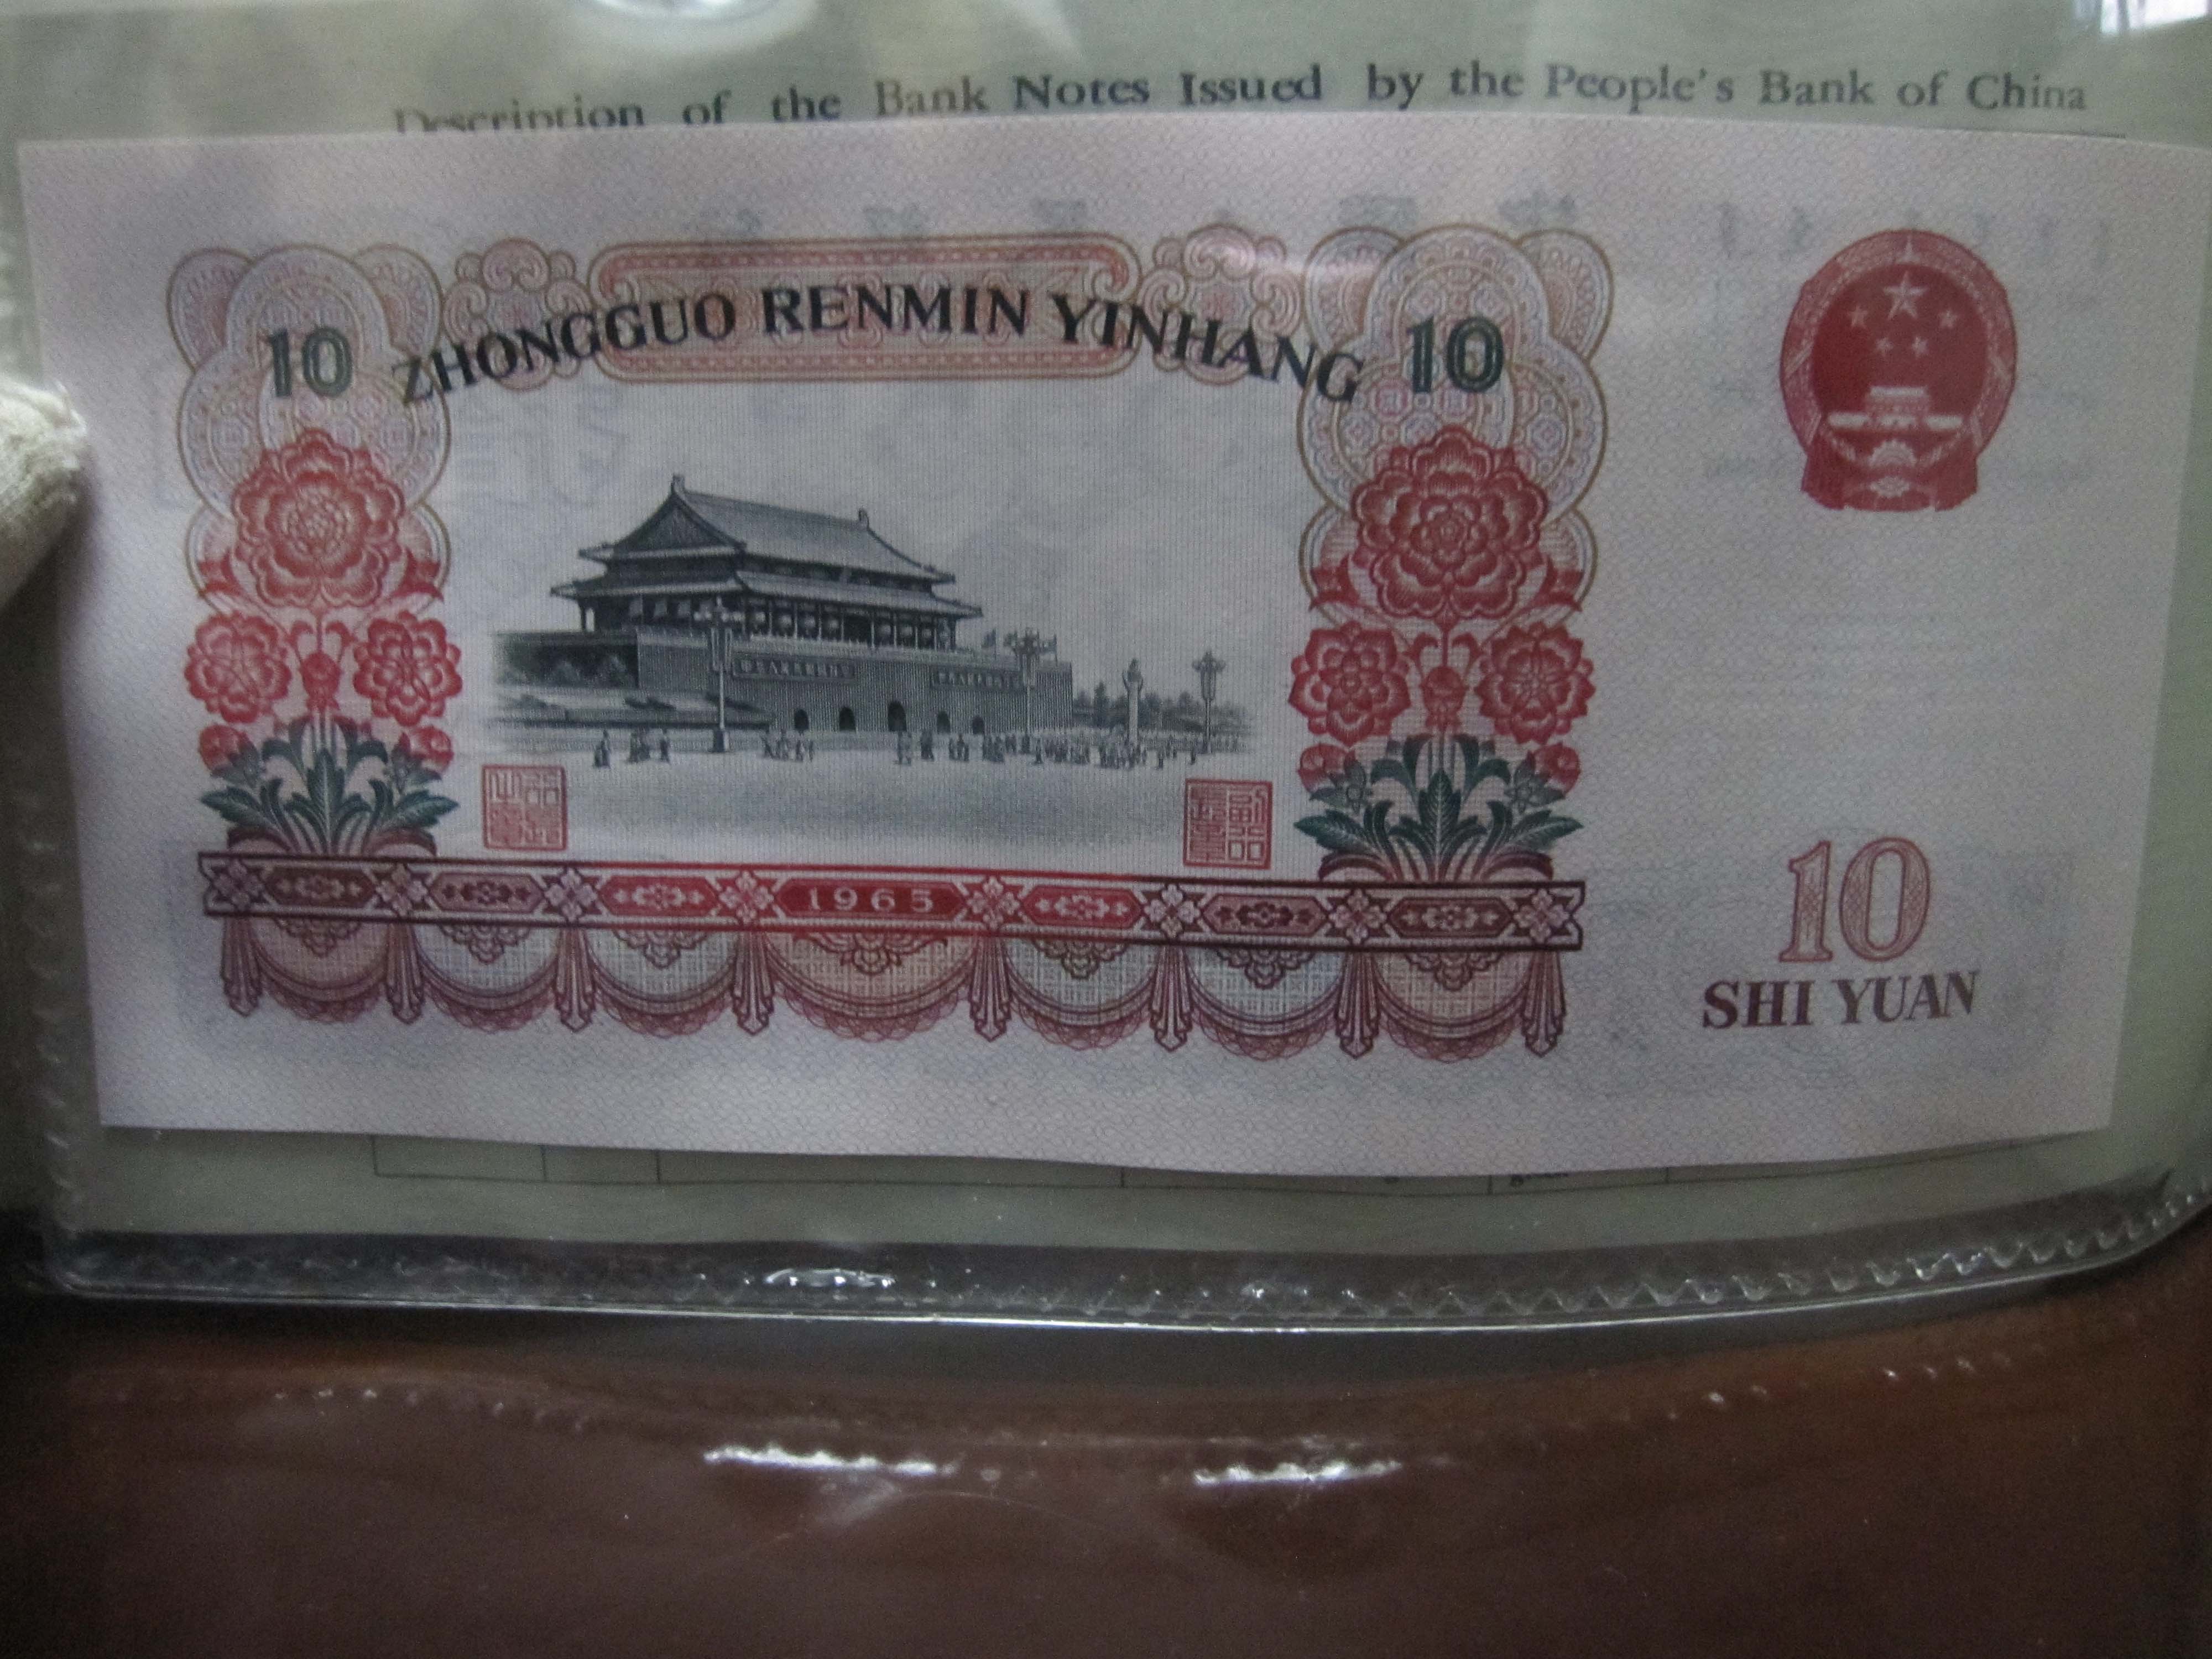 Description of the Bank Notes Issued by the People's Bank of China
10 ZHONGGUO RENMIN YINHANG 10
1965
10
SHI YUAN